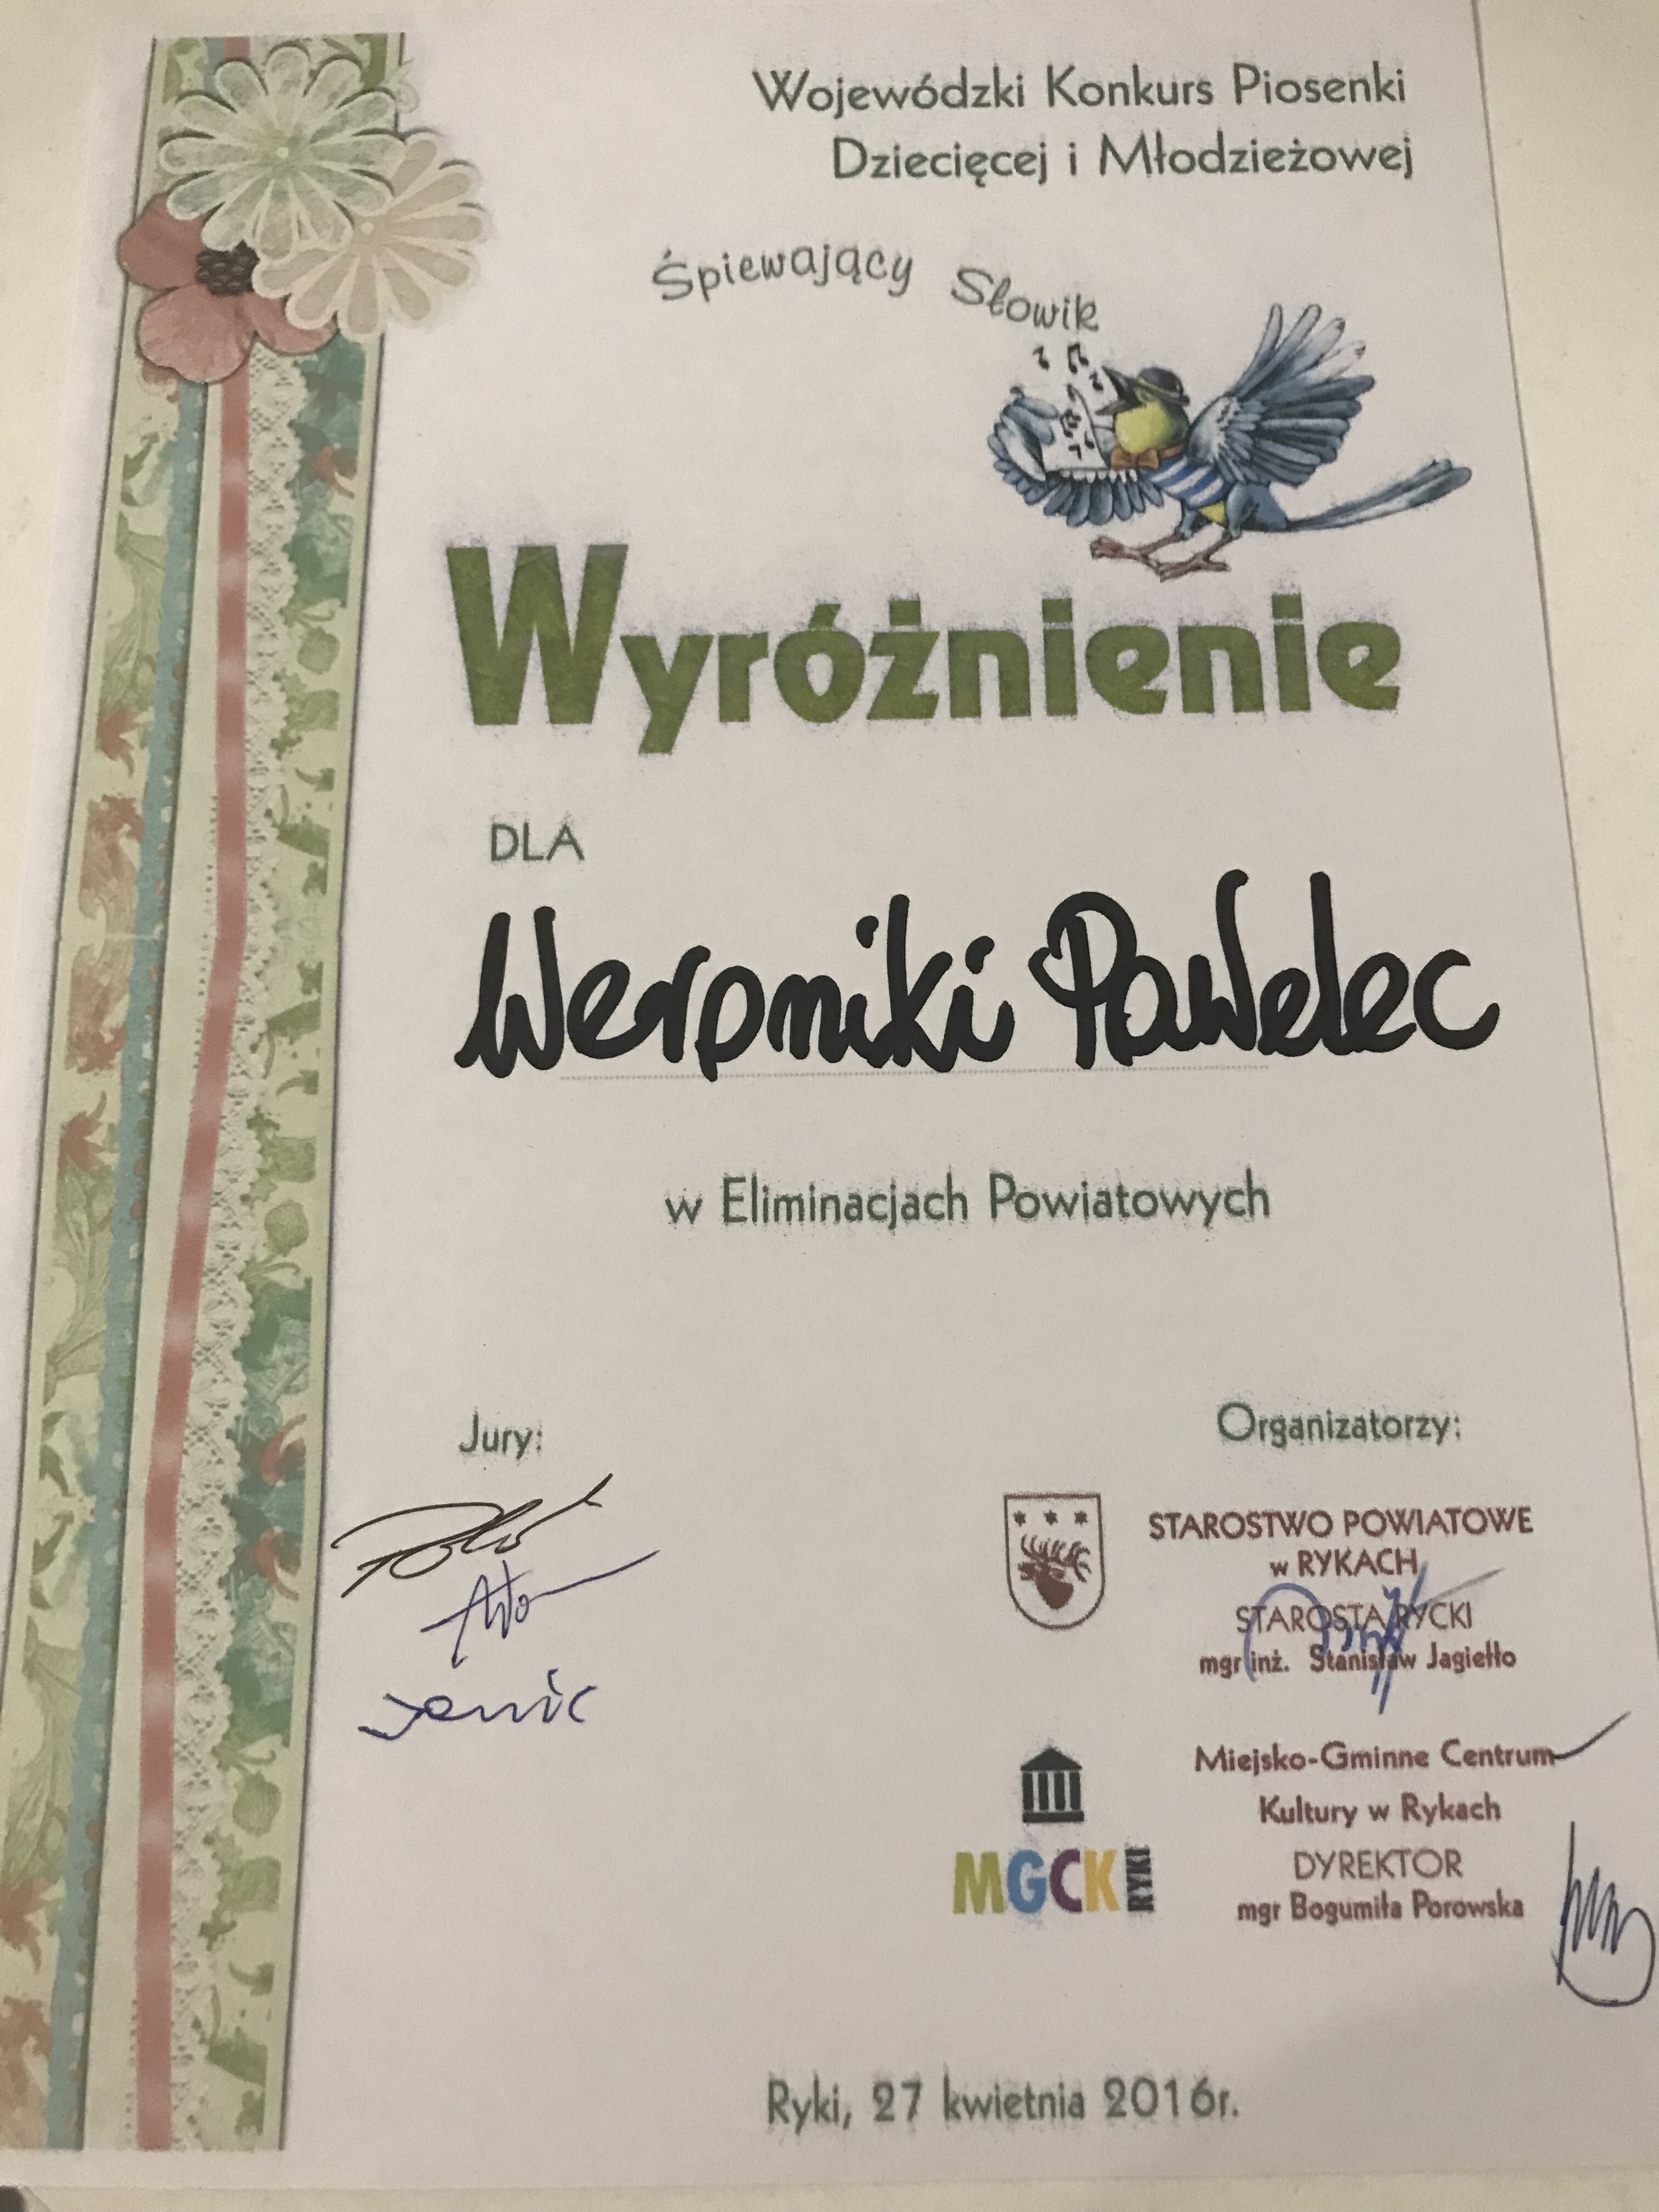 Wojewódzki Konkurs Piosenki
Dziecięcej i Młodzieżowej
Śpiewający Słowik
Wyróżnienie
DLA
Weroniki Pawelec
w Eliminacjach Powiatowych
Jury:
Organizatorzy:
STAROSTWO POWIATOWE
w RYKACH
STAROSTA RYCKI
mgr inż. Stanisław Jagiełło
Miejsko-Gminne Centrum
Kultury w Rykach
DYREKTOR
mgr Bogumiła Porowska
MGCK RYKI
Ryki, 27 kwietnia 2016r.